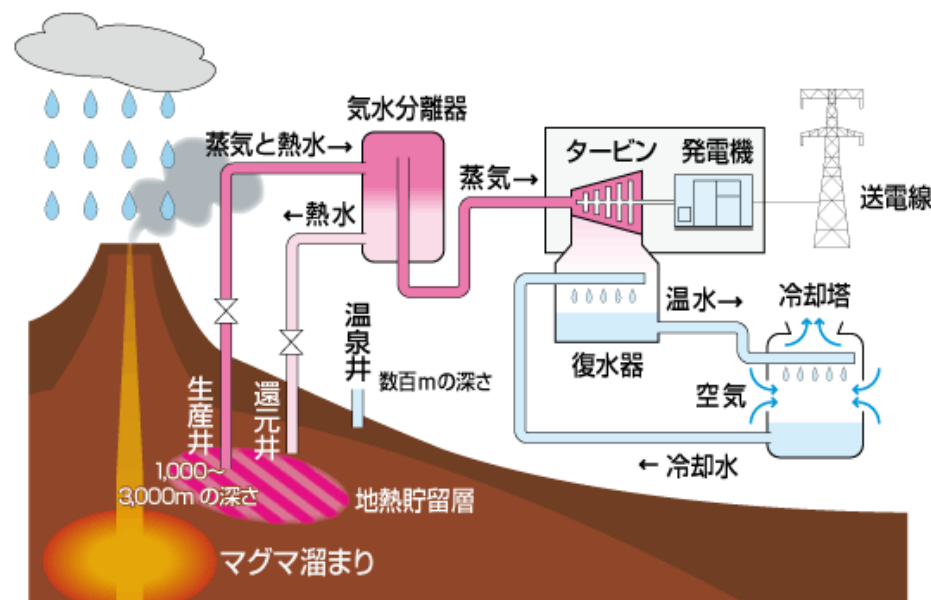 気水分離器
蒸気と熱水→
←熱水
蒸気→
タービン
発電機
送電線
温水→
冷却塔
復水器
空気
← 冷却水
温泉井
数百mの深さ
生産井
還元井
1,000〜
3,000mの深さ
地熱貯留層
マグマ溜まり